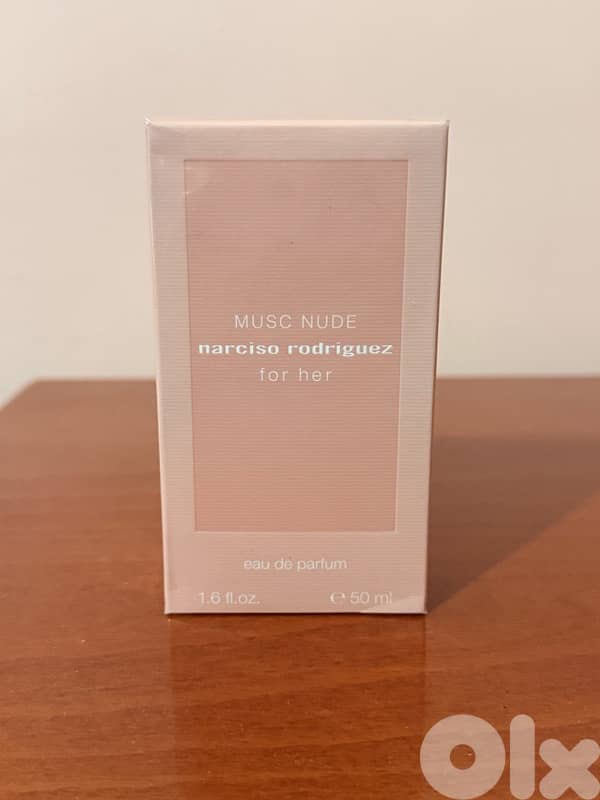 MUSC NUDE
narciso rodriguez
for her
eau de parfum
1.6 fl.oz. ℮ 50 ml
Olx